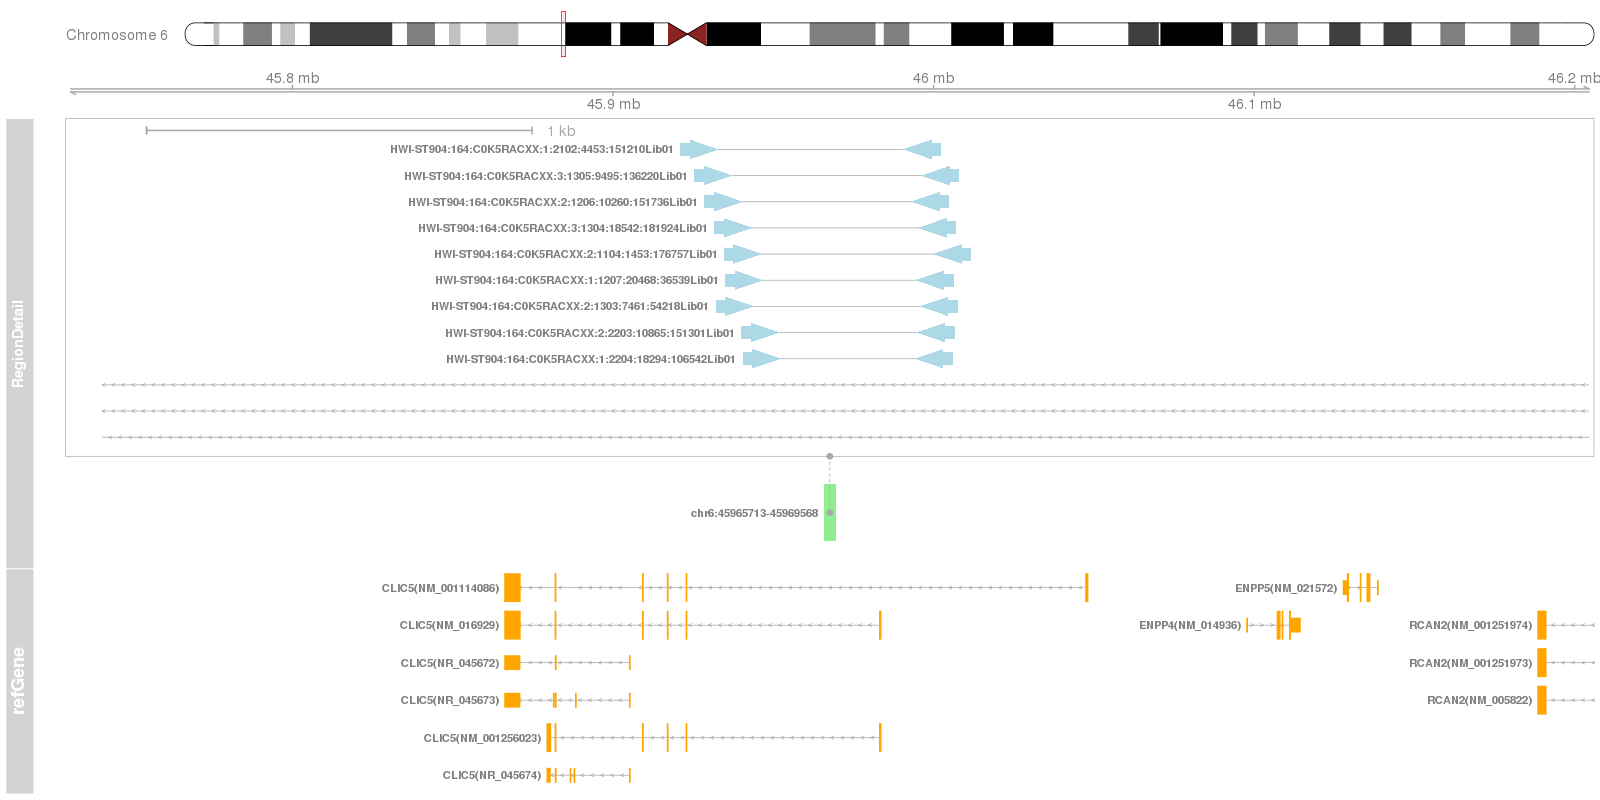 Chromosome 6
45.8 mb
46 mb
46.2 mb
45.9 mb
46.1 mb
1 kb
RegionDetail
HWI-ST904:164:C0K5RACXX:1:2102:4453:151210Lib01
HWI-ST904:164:C0K5RACXX:3:1305:9495:136220Lib01
HWI-ST904:164:C0K5RACXX:2:1206:10260:151736Lib01
HWI-ST904:164:C0K5RACXX:3:1304:18542:181924Lib01
HWI-ST904:164:C0K5RACXX:2:1104:1453:176757Lib01
HWI-ST904:164:C0K5RACXX:1:1207:20468:36539Lib01
HWI-ST904:164:C0K5RACXX:2:1303:7461:54218Lib01
HWI-ST904:164:C0K5RACXX:2:2203:10865:151301Lib01
HWI-ST904:164:C0K5RACXX:1:2204:18294:106542Lib01
chr6:45965713-45969568
refGene
CLIC5(NM_001114086)
ENPP5(NM_021572)
CLIC5(NM_016929)
ENPP4(NM_014936)
RCAN2(NM_001251974)
CLIC5(NR_045672)
RCAN2(NM_001251973)
CLIC5(NR_045673)
RCAN2(NM_005822)
CLIC5(NM_001256023)
CLIC5(NR_045674)